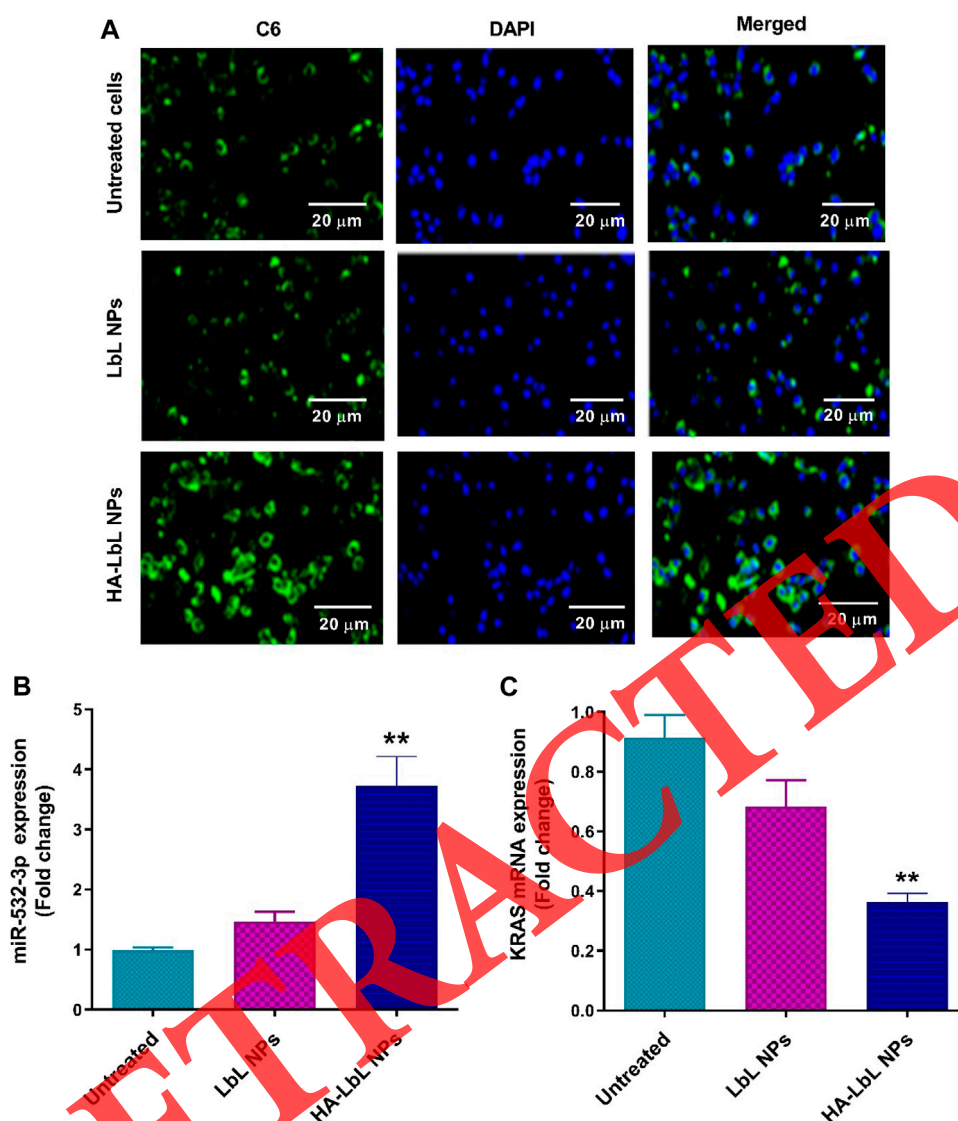 A
C6
DAPI
Merged
Untreated cells
20 μm
20 μm
20 μm
LbL NPs
20 μm
20 μm
20 μm
HA-LbL NPs
20 μm
20 μm
20 μm
B
miR-532-3p expression
(Fold change)
5
4
3
2
1
0
**
Untreated
LbL NPs
HA-LbL NPs
C
KRAS mRNA expression
(Fold change)
1.0
0.8
0.6
0.4
0.2
0.0
**
Untreated
LbL NPs
HA-LbL NPs
ETRACTED